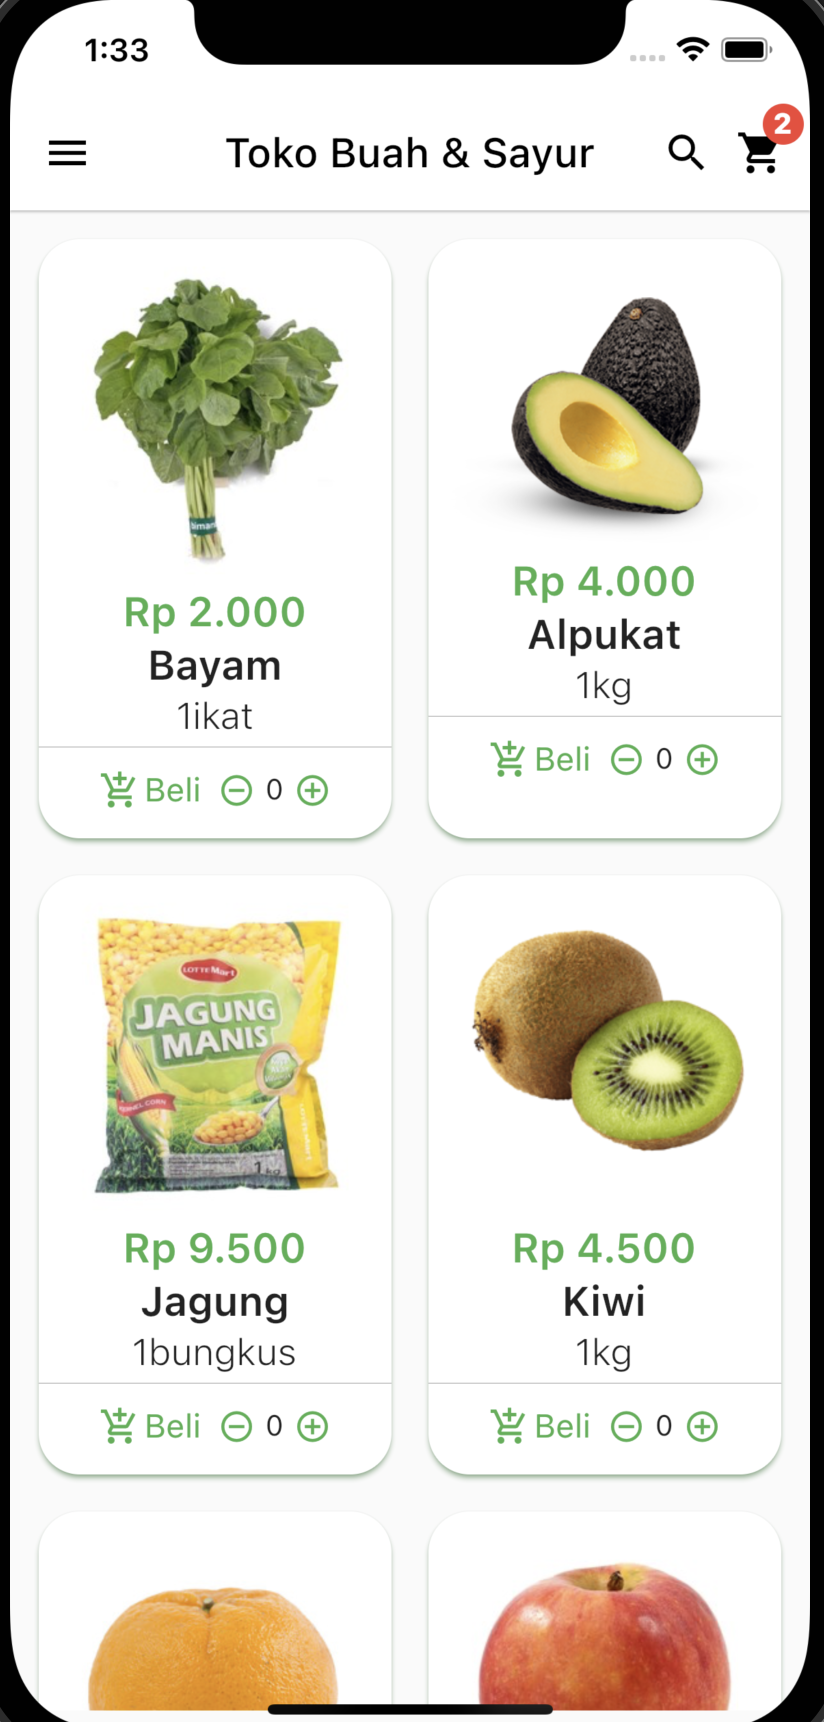 1:33
Toko Buah & Sayur
2
Rp 2.000
Bayam
1ikat
Beli 0
Rp 4.000
Alpukat
1kg
Beli 0
LOTTE Mart
JAGUNG
MANIS
Rp 9.500
Jagung
1bungkus
Beli 0
Rp 4.500
Kiwi
1kg
Beli 0